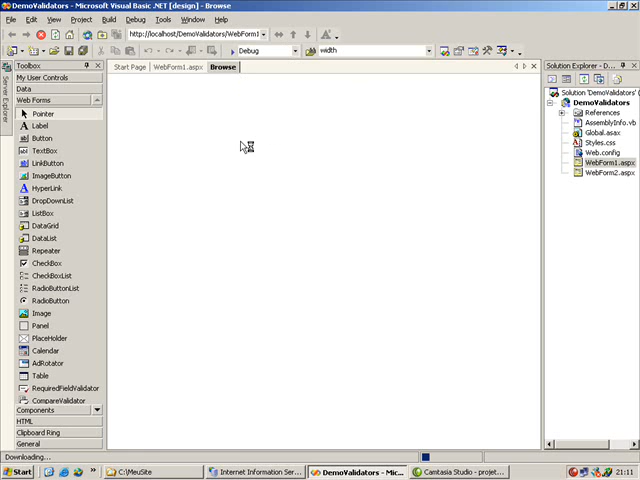 DemoValidators - Microsoft Visual Basic .NET [design] - Browse
File Edit View Project Build Debug Tools Window Help
http://localhost/DemoValidators/WebForm1
Debug width
Toolbox
My User Controls
Data
Web Forms
Pointer
Label
Button
TextBox
LinkButton
ImageButton
HyperLink
DropDownList
ListBox
DataGrid
DataList
Repeater
CheckBox
CheckBoxList
RadioButtonList
RadioButton
Image
Panel
PlaceHolder
Calendar
AdRotator
Table
RequiredFieldValidator
CompareValidator
Components
HTML
Clipboard Ring
General
Server Explorer
Start Page WebForm1.aspx Browse
Solution Explorer - D
Solution 'DemoValidators' (
DemoValidators
References
AssemblyInfo.vb
Global.asax
Styles.css
Web.config
WebForm1.aspx
WebForm2.aspx
Downloading...
Start C:\MeuSite Internet Information Serv... DemoValidators - Mic... Camtasia Studio - projet... 21:11